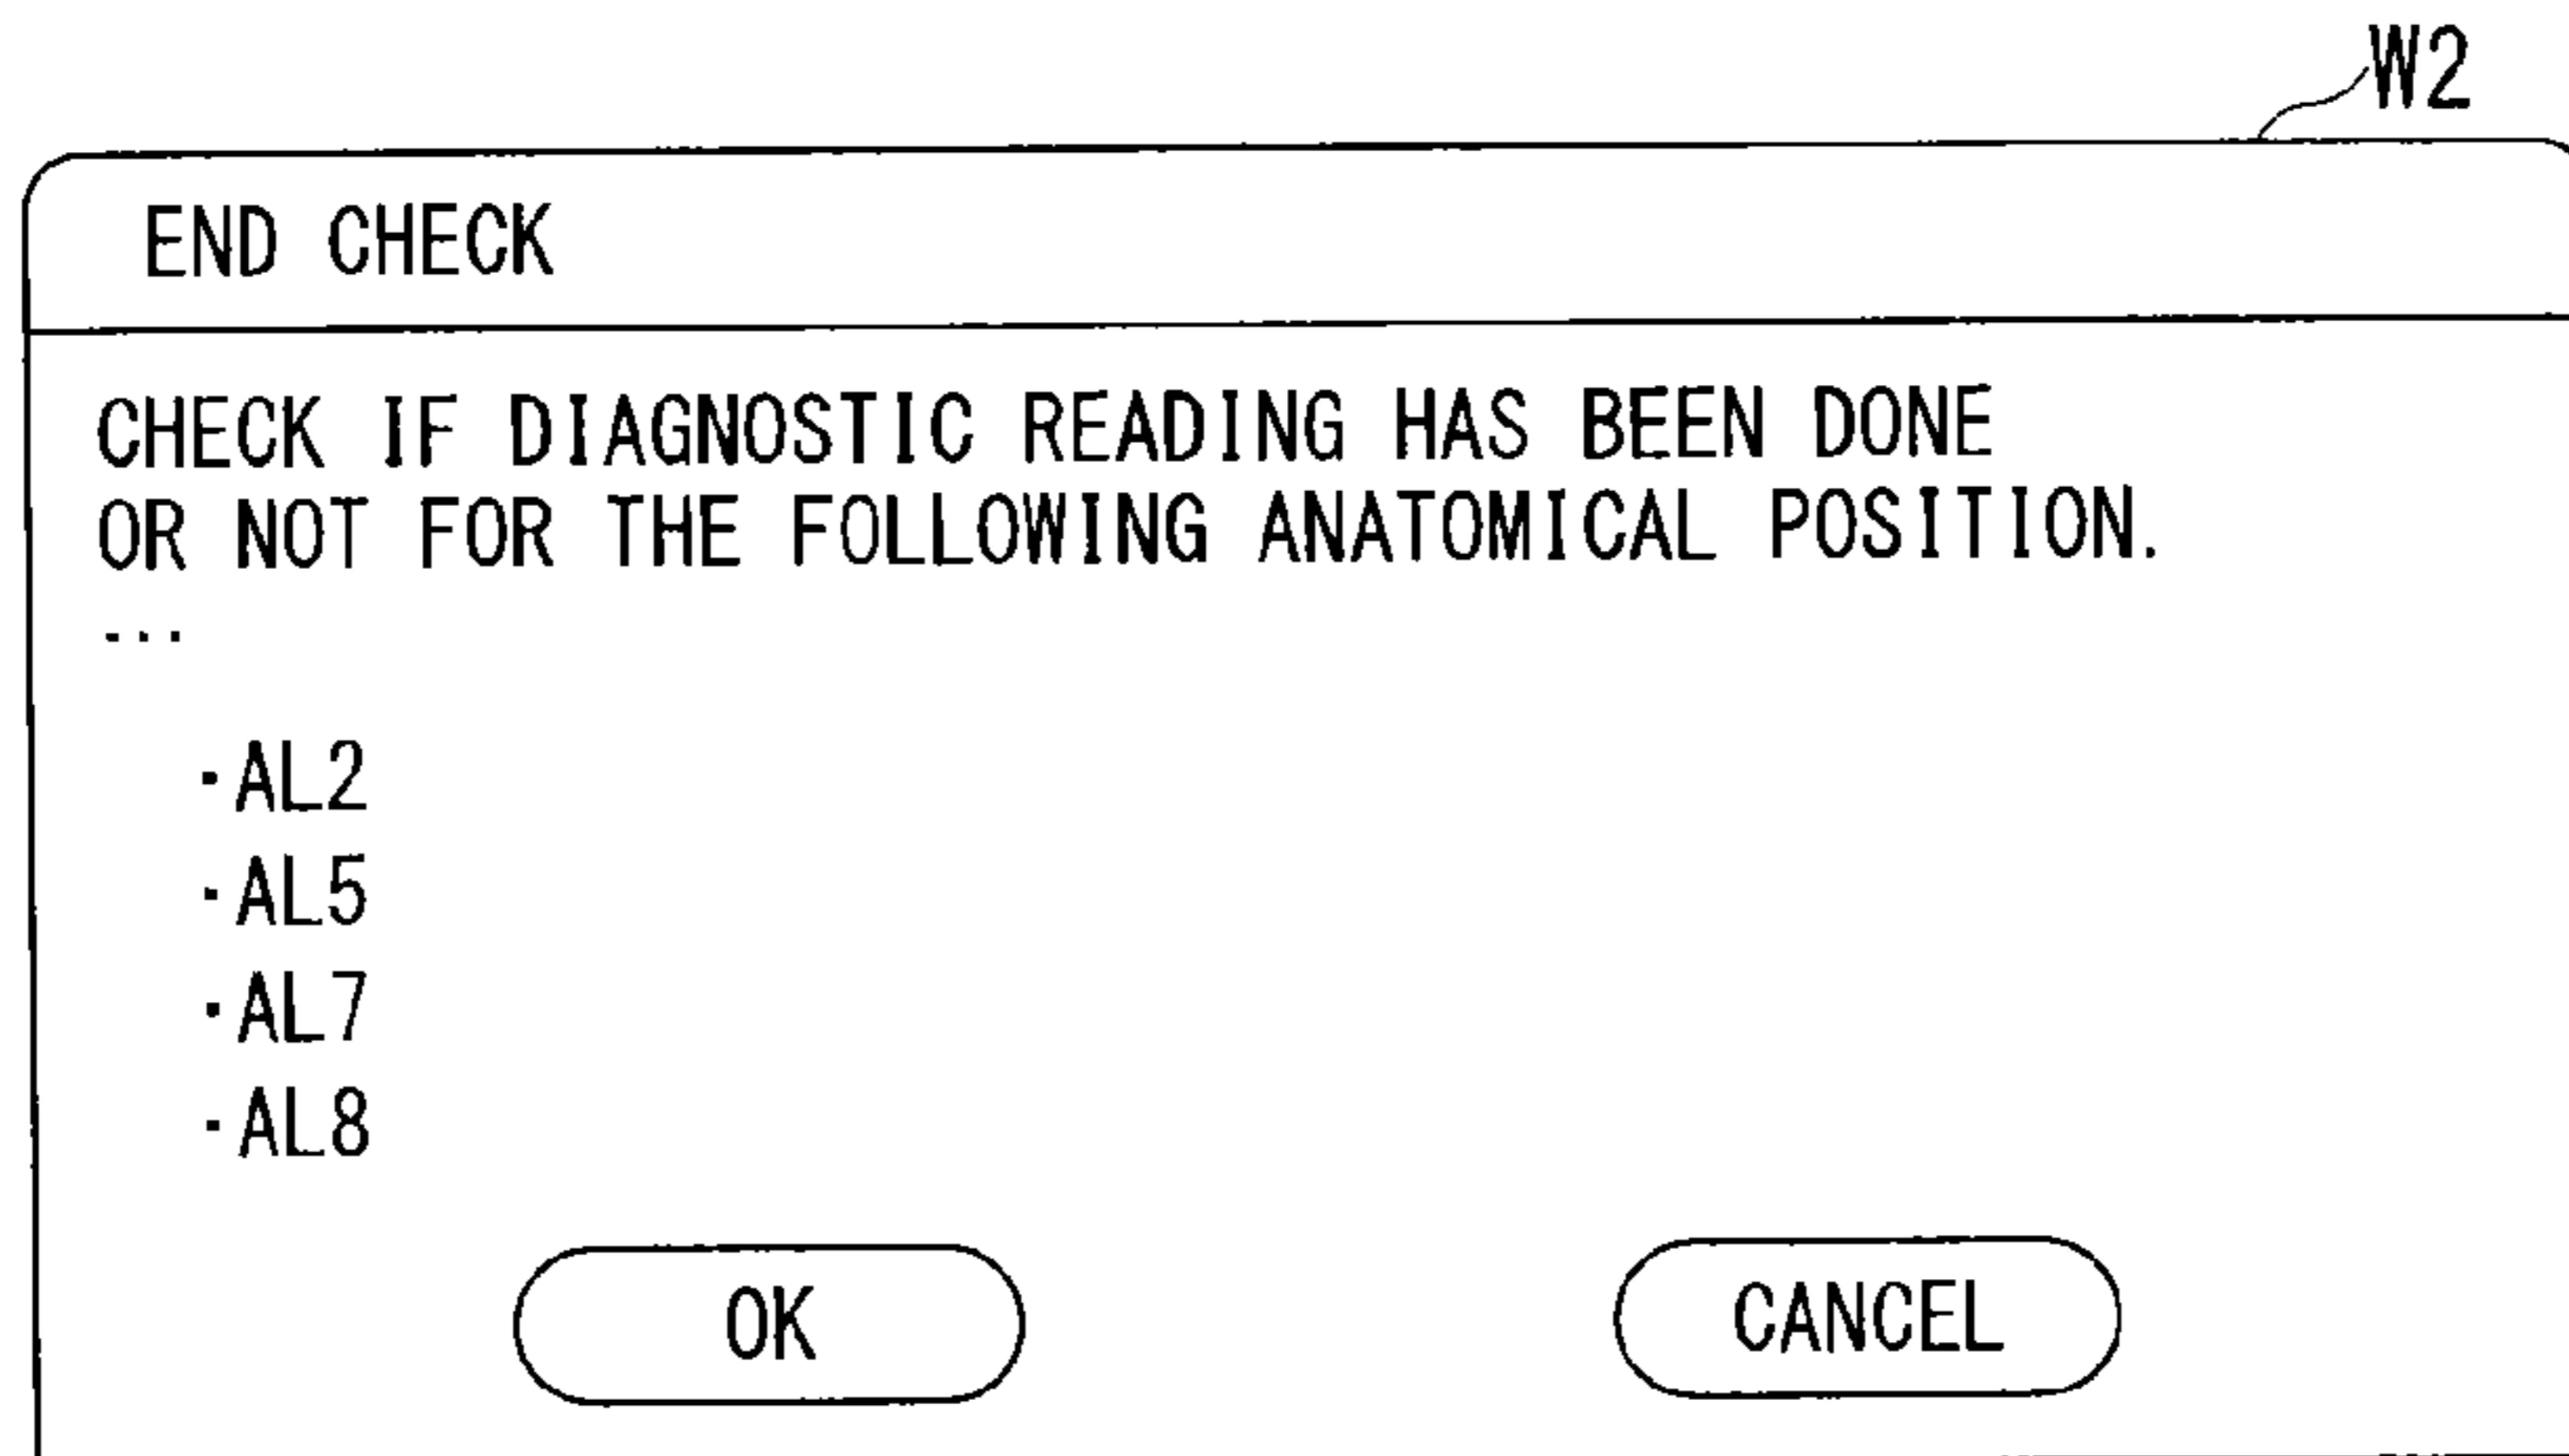 W2
END CHECK
CHECK IF DIAGNOSTIC READING HAS BEEN DONE
OR NOT FOR THE FOLLOWING ANATOMICAL POSITION.
...
・AL2
・AL5
・AL7
・AL8
OK CANCEL